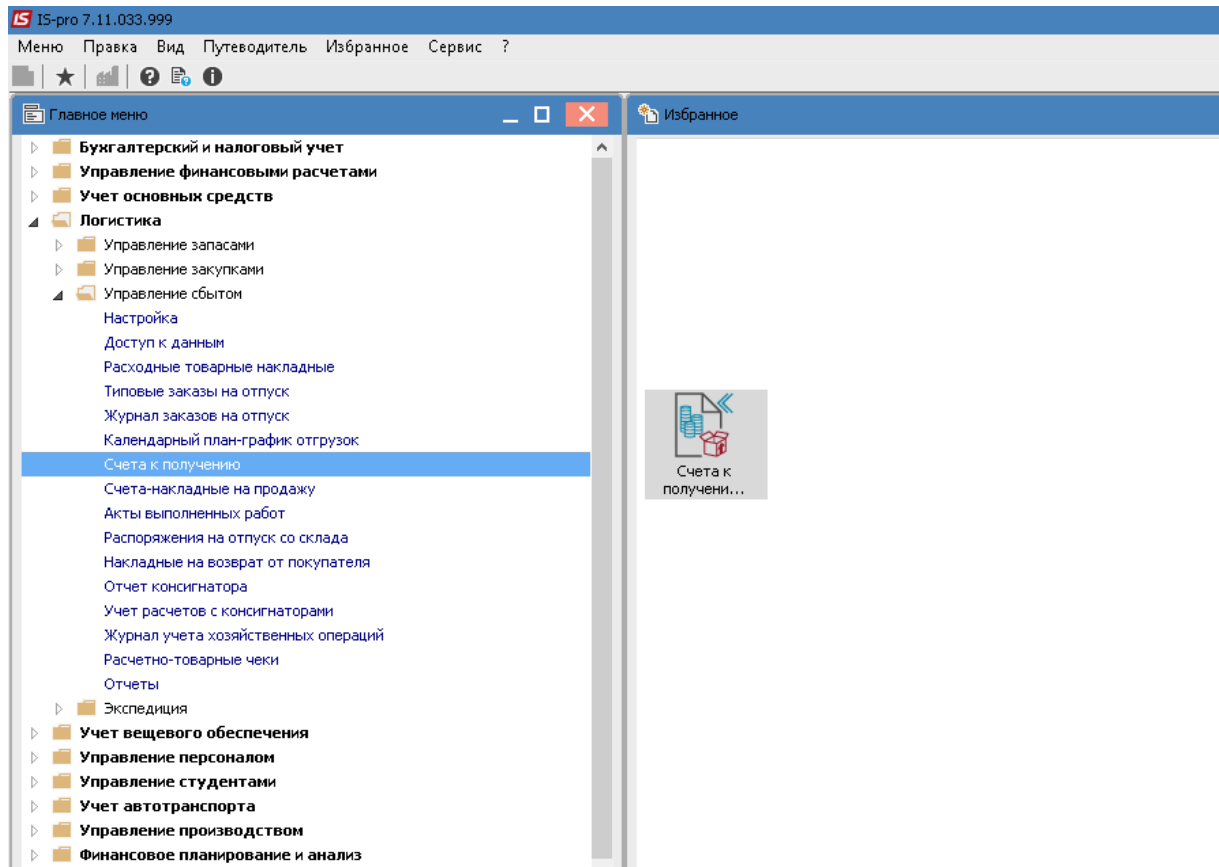 IS-pro 7.11.033.999
Меню Правка Вид Путеводитель Избранное Сервис ?
Главное меню
Бухгалтерский и налоговый учет
Управление финансовыми расчетами
Учет основных средств
Логистика
Управление запасами
Управление закупками
Управление сбытом
Настройка
Доступ к данным
Расходные товарные накладные
Типовые заказы на отпуск
Журнал заказов на отпуск
Календарный план-график отгрузок
Счета к получению
Счета-накладные на продажу
Акты выполненных работ
Распоряжения на отпуск со склада
Накладные на возврат от покупателя
Отчет консигнатора
Учет расчетов с консигнаторами
Журнал учета хозяйственных операций
Расчетно-товарные чеки
Отчеты
Экспедиция
Учет вещевого обеспечения
Управление персоналом
Управление студентами
Учет автотранспорта
Управление производством
Финансовое планирование и анализ
Избранное
Счета к
получени...